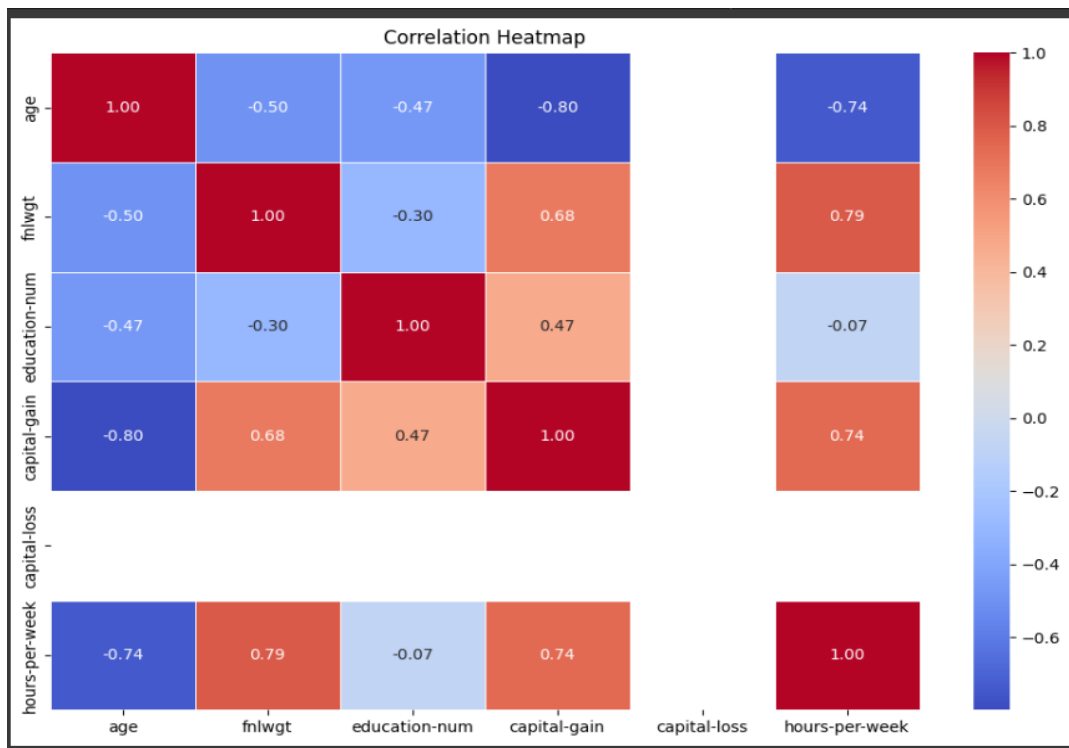 Correlation Heatmap
age
1.00
-0.50
-0.47
-0.80
-0.74
fnlwgt
-0.50
1.00
-0.30
0.68
0.79
education-num
-0.47
-0.30
1.00
0.47
-0.07
capital-gain
-0.80
0.68
0.47
1.00
0.74
capital-loss
hours-per-week
-0.74
0.79
-0.07
0.74
1.00
age
fnlwgt
education-num
capital-gain
capital-loss
hours-per-week
1.0
0.8
0.6
0.4
0.2
0.0
−0.2
−0.4
−0.6